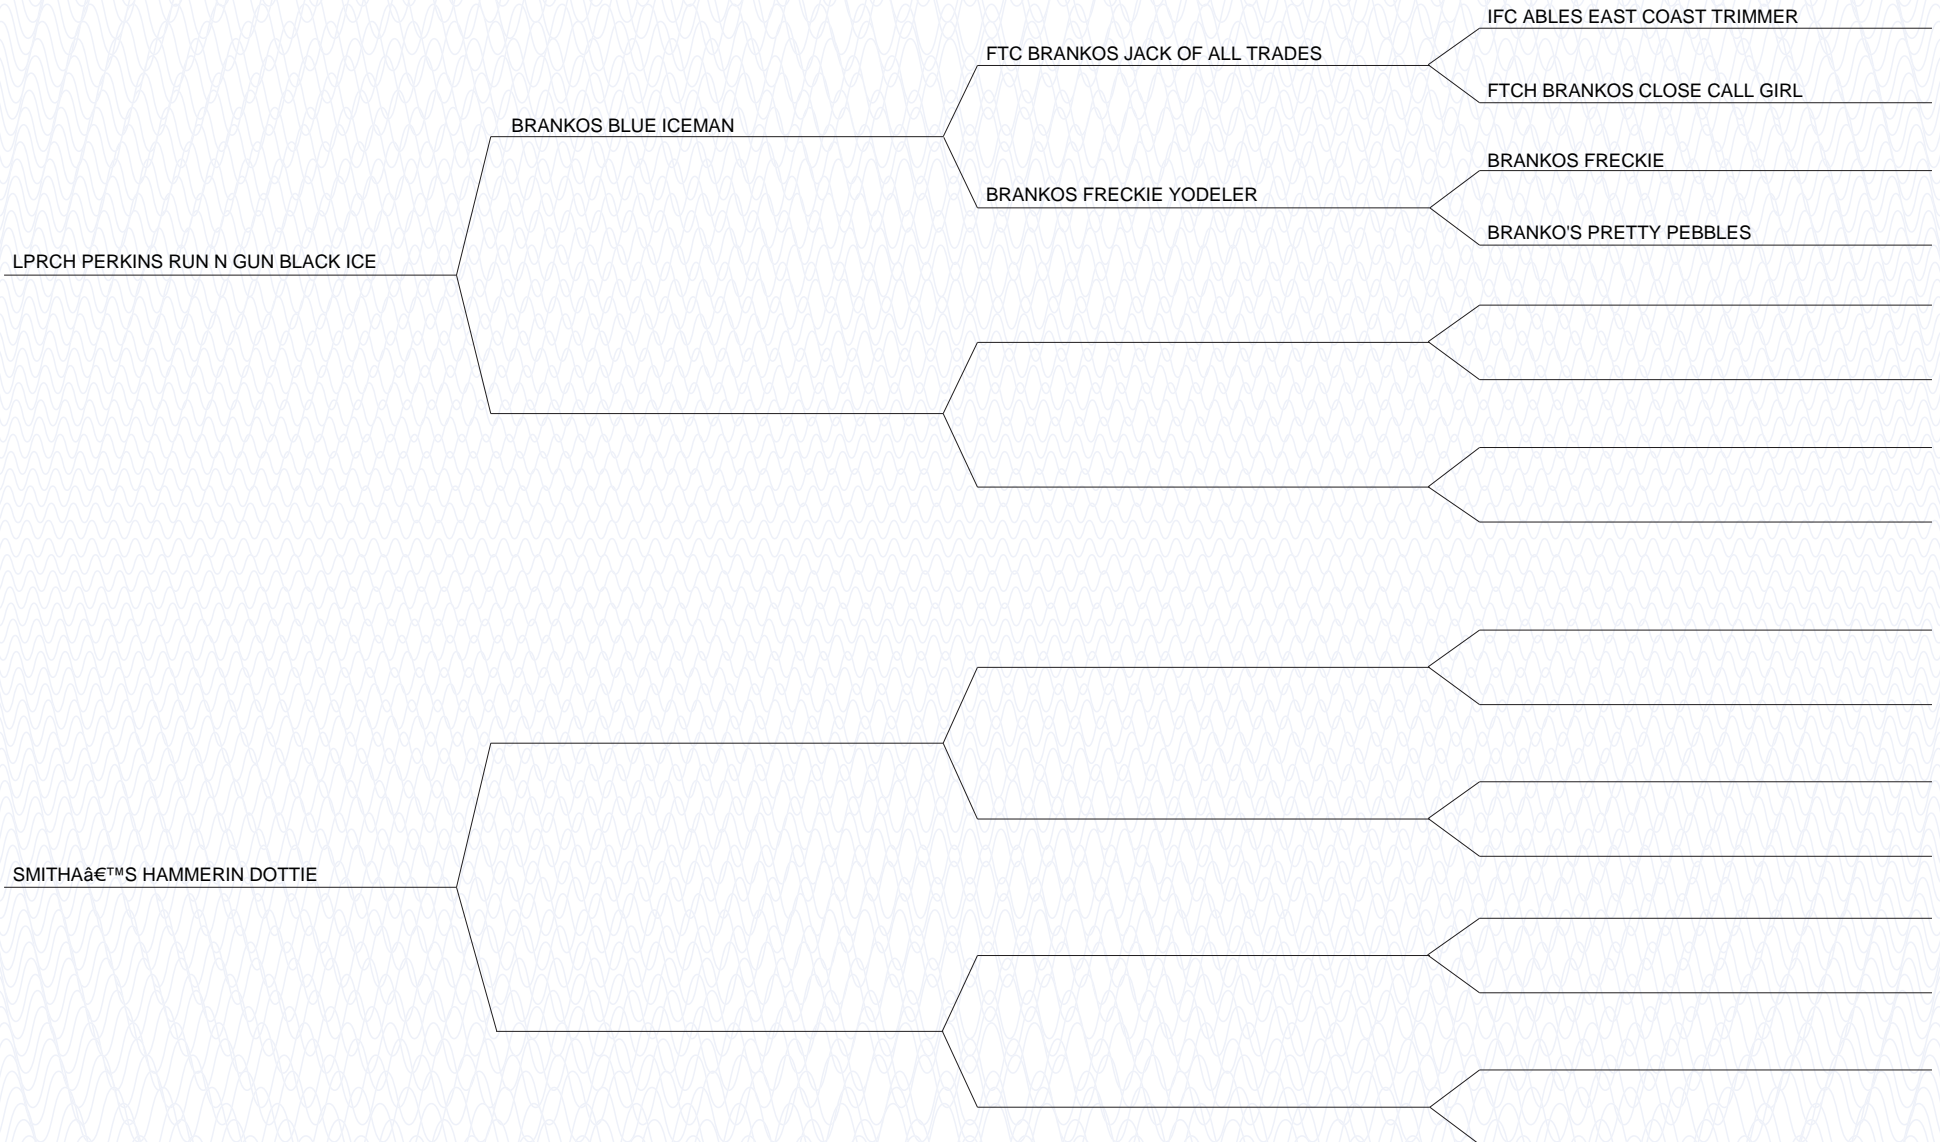 IFC ABLES EAST COAST TRIMMER
FTC BRANKOS JACK OF ALL TRADES
FTCH BRANKOS CLOSE CALL GIRL
BRANKOS BLUE ICEMAN
BRANKOS FRECKIE
BRANKOS FRECKIE YODELER
BRANKO'S PRETTY PEBBLES
LPRCH PERKINS RUN N GUN BLACK ICE
SMITHAâ€™S HAMMERIN DOTTIE